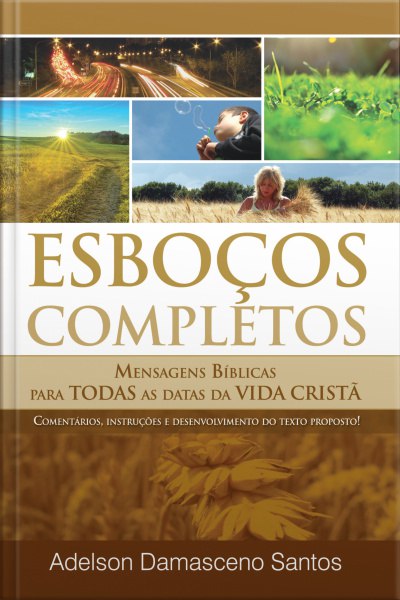 ESBOÇOS
COMPLETOS
MENSAGENS BÍBLICAS
PARA TODAS AS DATAS DA VIDA CRISTÃ
COMENTÁRIOS, INSTRUÇÕES E DESENVOLVIMENTO DO TEXTO PROPOSTO!
Adelson Damasceno Santos